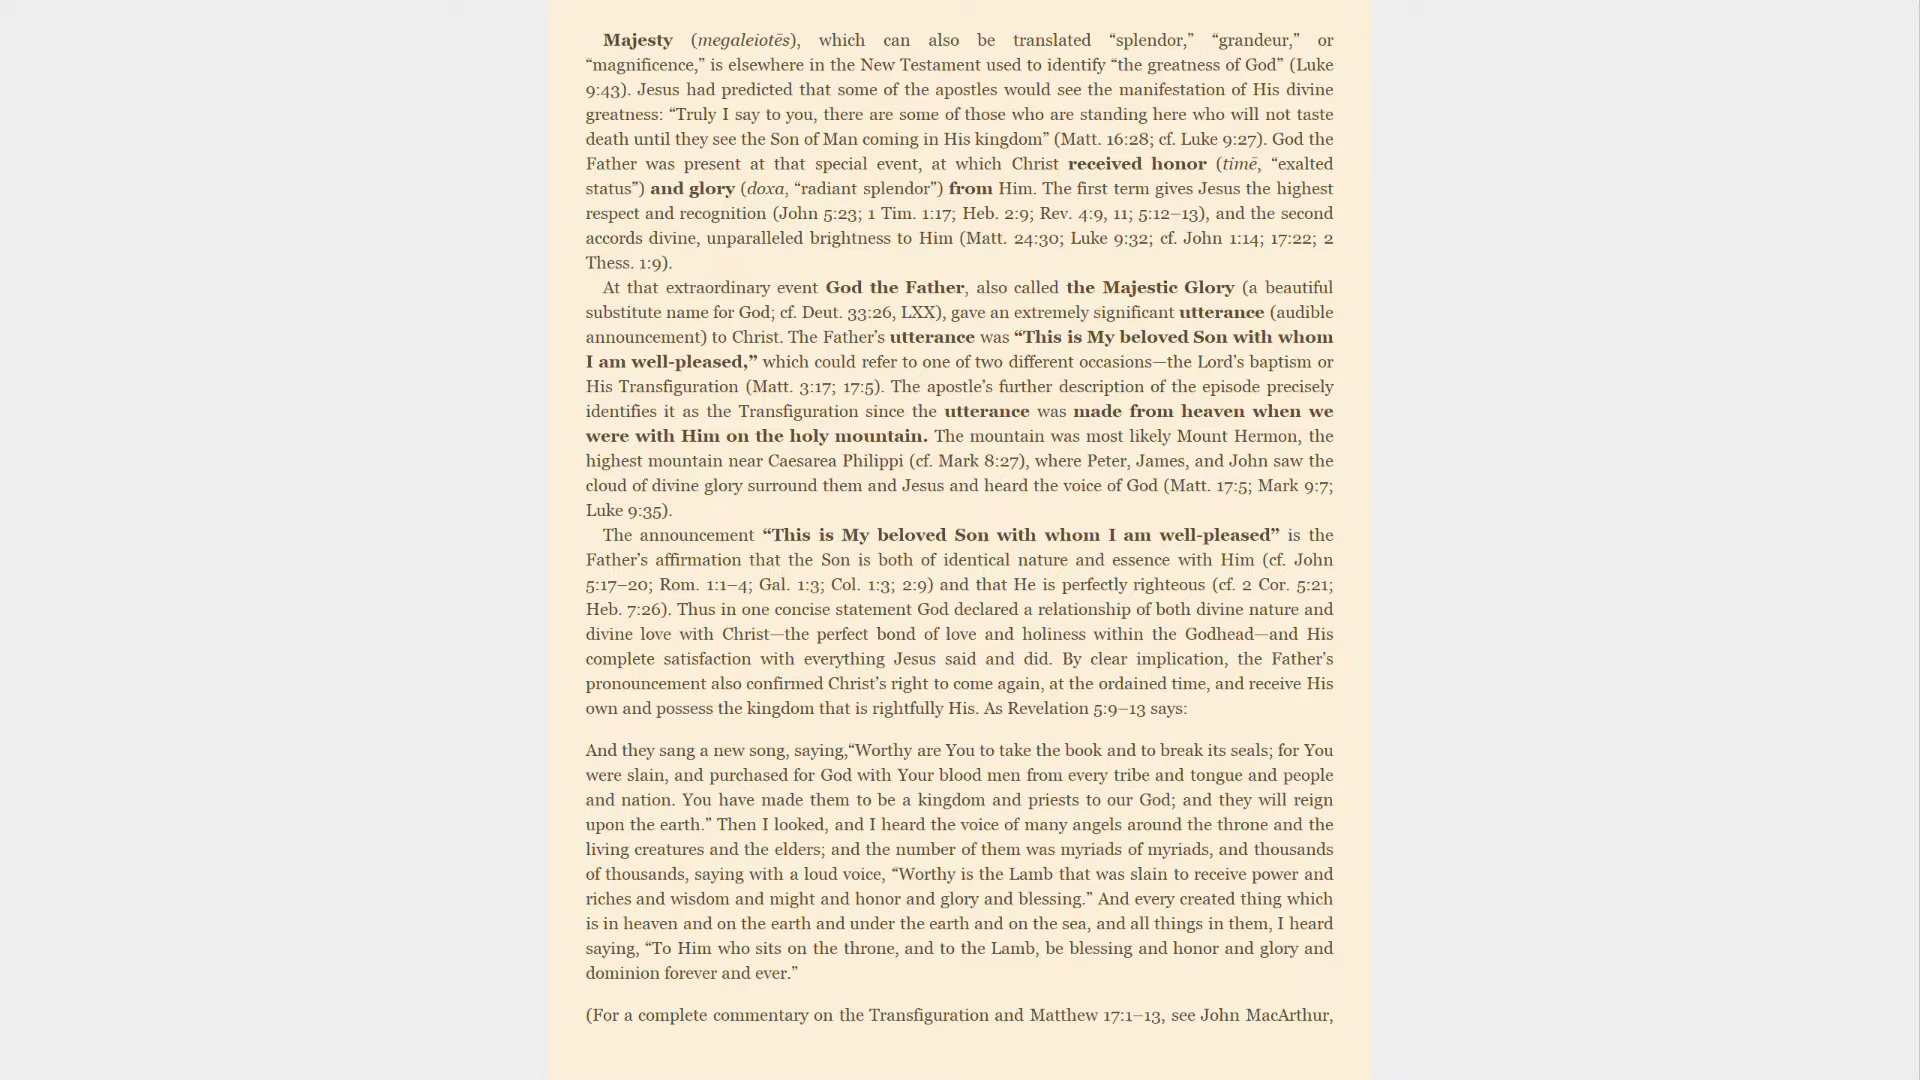 Majesty (megaleiotēs), which can also be translated “splendor,” “grandeur,” or
“magnificence,” is elsewhere in the New Testament used to identify “the greatness of God” (Luke
9:43). Jesus had predicted that some of the apostles would see the manifestation of His divine
greatness: “Truly I say to you, there are some of those who are standing here who will not taste
death until they see the Son of Man coming in His kingdom” (Matt. 16:28; cf. Luke 9:27). God the
Father was present at that special event, at which Christ received honor (timē, “exalted
status”) and glory (doxa, “radiant splendor”) from Him. The first term gives Jesus the highest
respect and recognition (John 5:23; 1 Tim. 1:17; Heb. 2:9; Rev. 4:9, 11; 5:12–13), and the second
accords divine, unparalleled brightness to Him (Matt. 24:30; Luke 9:32; cf. John 1:14; 17:22; 2
Thess. 1:9).
At that extraordinary event God the Father, also called the Majestic Glory (a beautiful
substitute name for God; cf. Deut. 33:26, LXX), gave an extremely significant utterance (audible
announcement) to Christ. The Father’s utterance was “This is My beloved Son with whom
I am well-pleased,” which could refer to one of two different occasions—the Lord’s baptism or
His Transfiguration (Matt. 3:17; 17:5). The apostle’s further description of the episode precisely
identifies it as the Transfiguration since the utterance was made from heaven when we
were with Him on the holy mountain. The mountain was most likely Mount Hermon, the
highest mountain near Caesarea Philippi (cf. Mark 8:27), where Peter, James, and John saw the
cloud of divine glory surround them and Jesus and heard the voice of God (Matt. 17:5; Mark 9:7;
Luke 9:35).
The announcement “This is My beloved Son with whom I am well-pleased” is the
Father’s affirmation that the Son is both of identical nature and essence with Him (cf. John
5:17–20; Rom. 1:1–4; Gal. 1:3; Col. 1:3; 2:9) and that He is perfectly righteous (cf. 2 Cor. 5:21;
Heb. 7:26). Thus in one concise statement God declared a relationship of both divine nature and
divine love with Christ—the perfect bond of love and holiness within the Godhead—and His
complete satisfaction with everything Jesus said and did. By clear implication, the Father’s
pronouncement also confirmed Christ’s right to come again, at the ordained time, and receive His
own and possess the kingdom that is rightfully His. As Revelation 5:9–13 says:
And they sang a new song, saying,“Worthy are You to take the book and to break its seals; for You
were slain, and purchased for God with Your blood men from every tribe and tongue and people
and nation. You have made them to be a kingdom and priests to our God; and they will reign
upon the earth.” Then I looked, and I heard the voice of many angels around the throne and the
living creatures and the elders; and the number of them was myriads of myriads, and thousands
of thousands, saying with a loud voice, “Worthy is the Lamb that was slain to receive power and
riches and wisdom and might and honor and glory and blessing.” And every created thing which
is in heaven and on the earth and under the earth and on the sea, and all things in them, I heard
saying, “To Him who sits on the throne, and to the Lamb, be blessing and honor and glory and
dominion forever and ever.”
(For a complete commentary on the Transfiguration and Matthew 17:1–13, see John MacArthur,